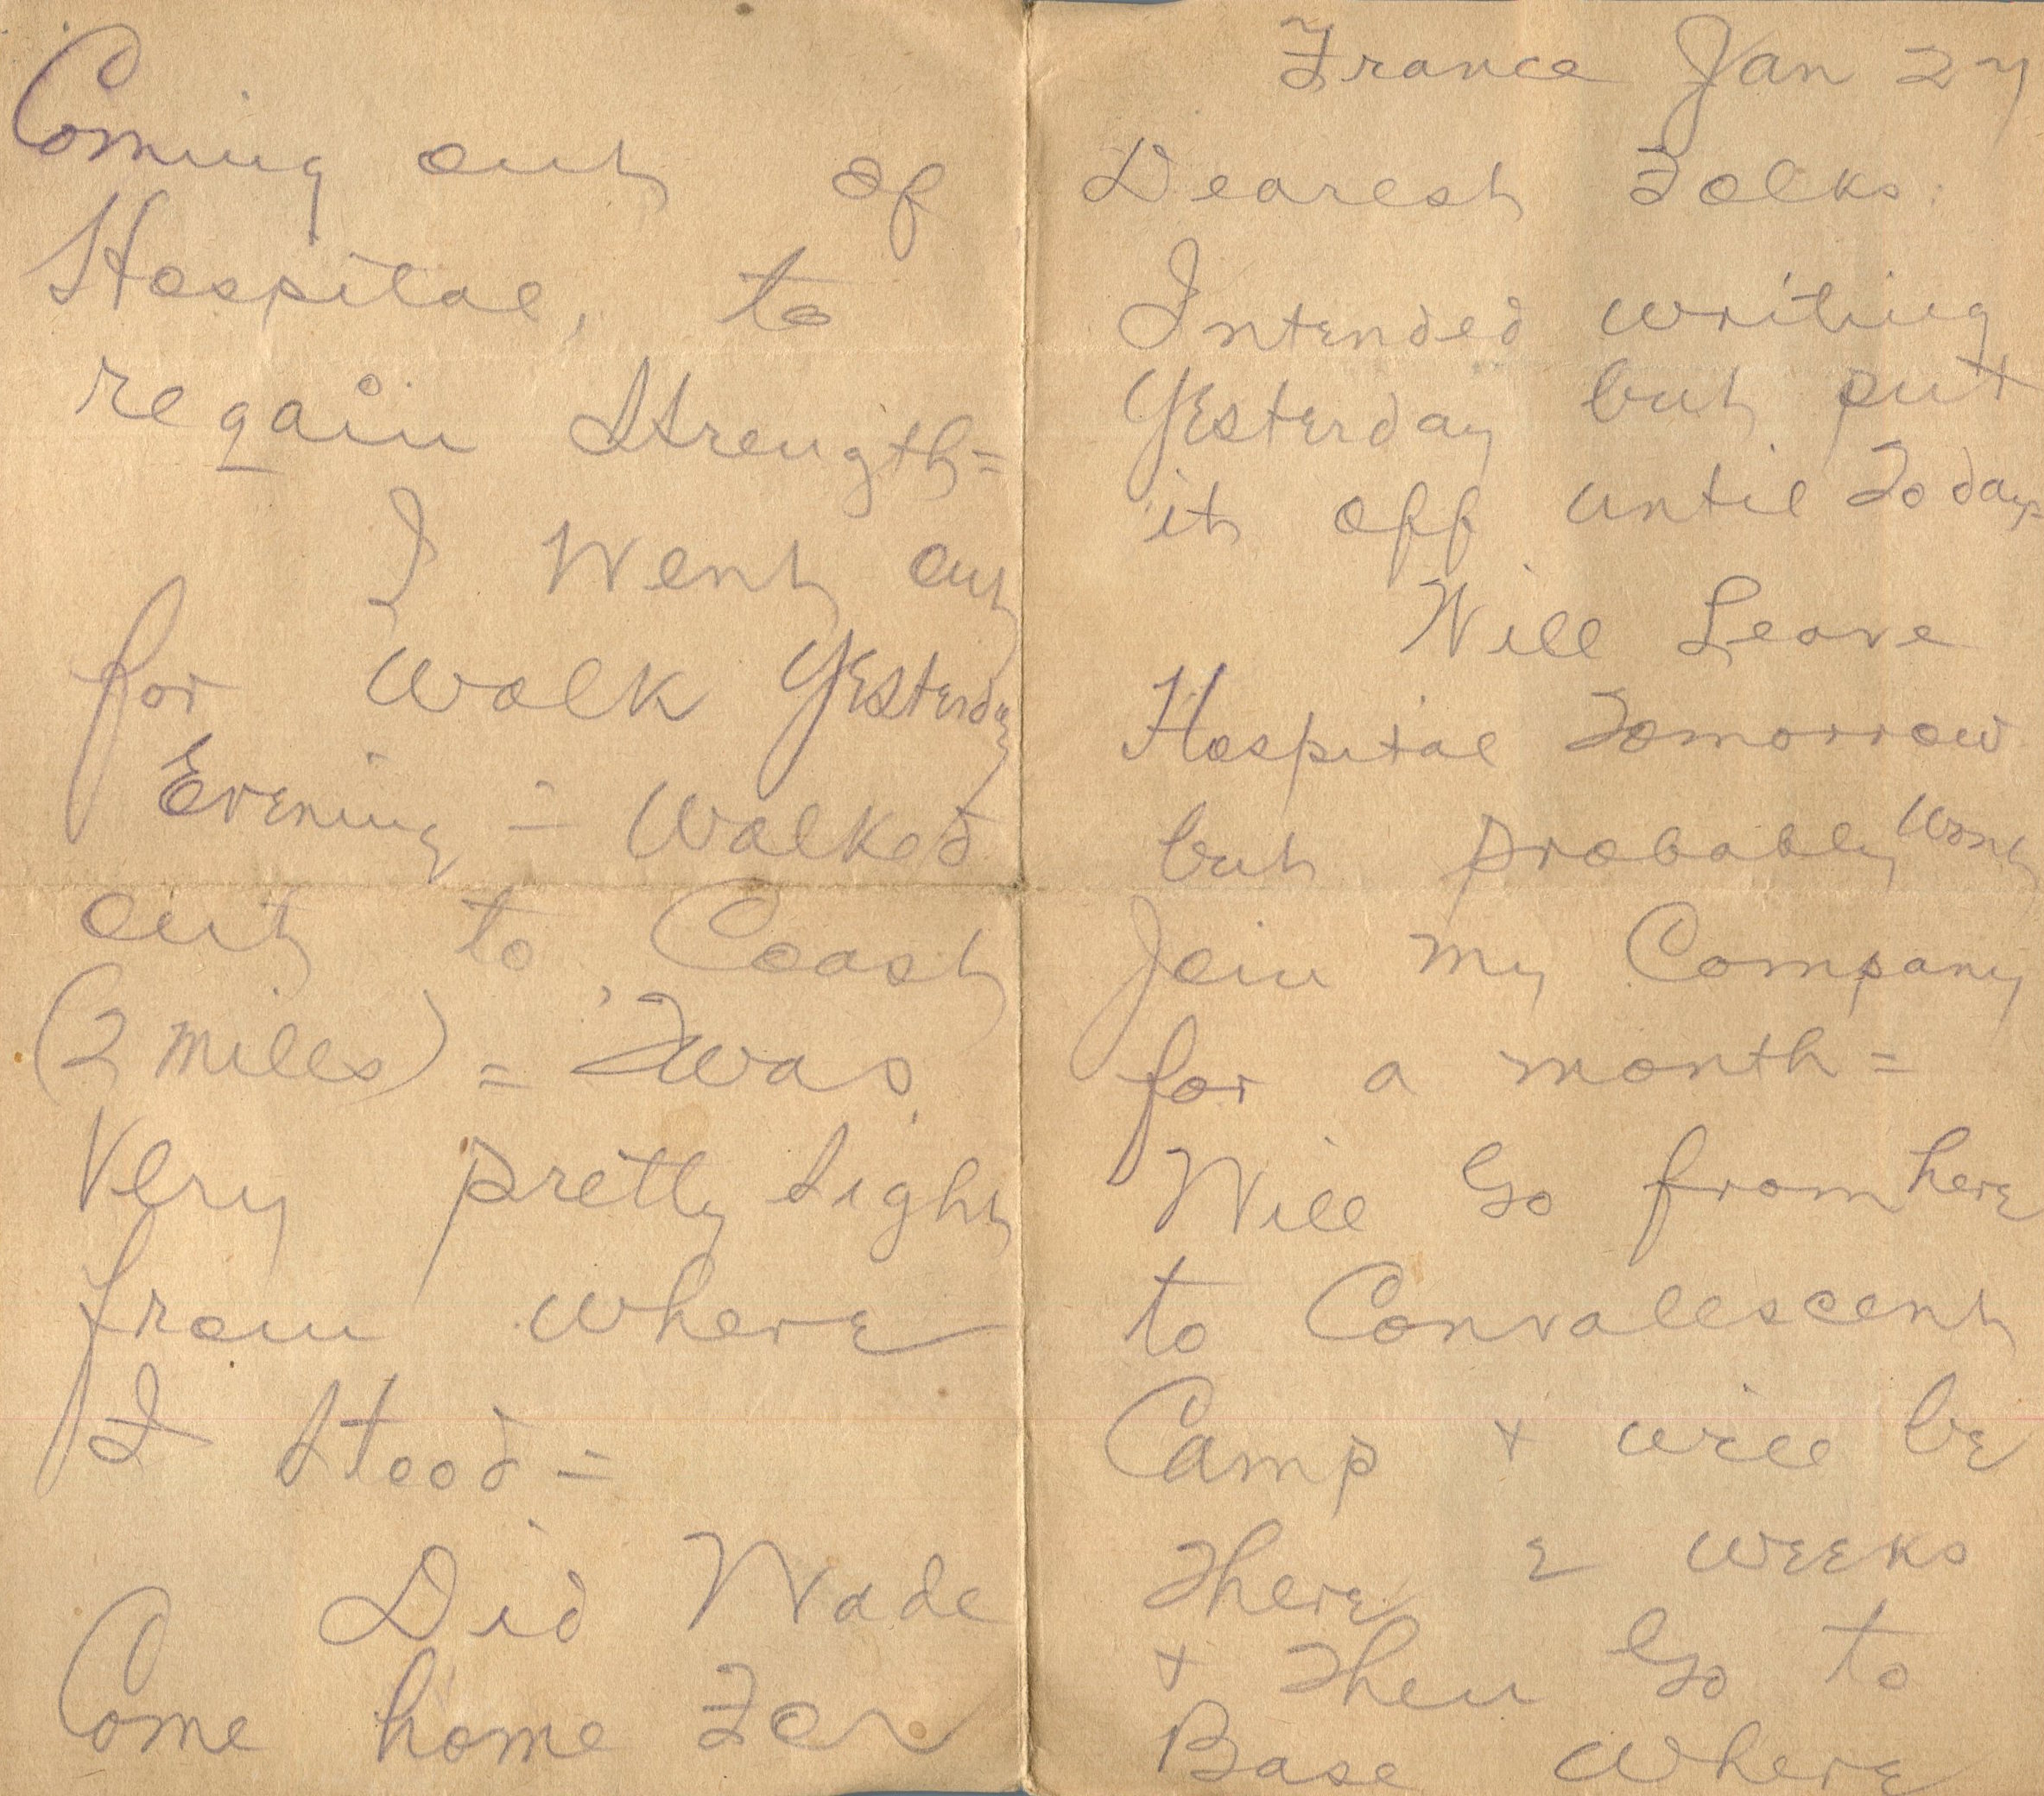 France Jan 27
Dearest Folks:
Intended writing
Yesterday but put
it off until Today=
Will Leave
Hospital Tomorrow
but probably wont
Join my Company
for a month=
Will Go from here
to Convalescent
Camp + will be
There 2 weeks
+ Then Go to
Base where
Coming out of
Hospital, to
regain Strength=
I Went out
for walk Yesterday
Evening = Walked
out to Coast
(2 miles) = 'Twas
Very pretty Sight
from where
I Stood=
Did Wade
Come home For